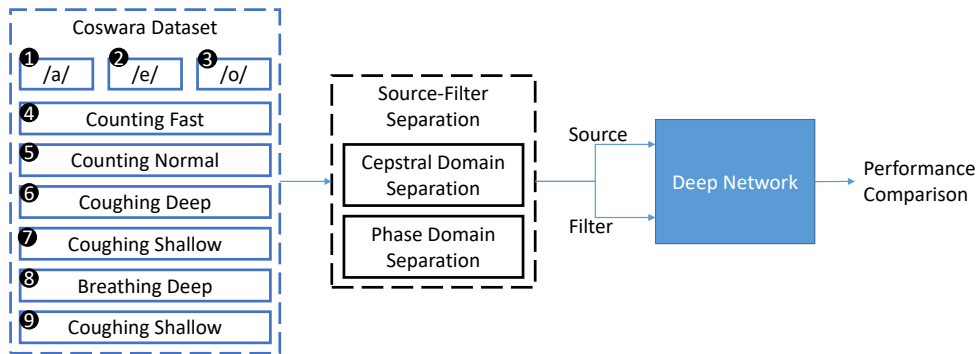 Coswara Dataset
1 /a/ 2 /e/ 3 /o/
4 Counting Fast
5 Counting Normal
6 Coughing Deep
7 Coughing Shallow
8 Breathing Deep
9 Coughing Shallow
Source-Filter
Separation
Cepstral Domain
Separation
Phase Domain
Separation
Source
Filter
Deep Network
Performance
Comparison